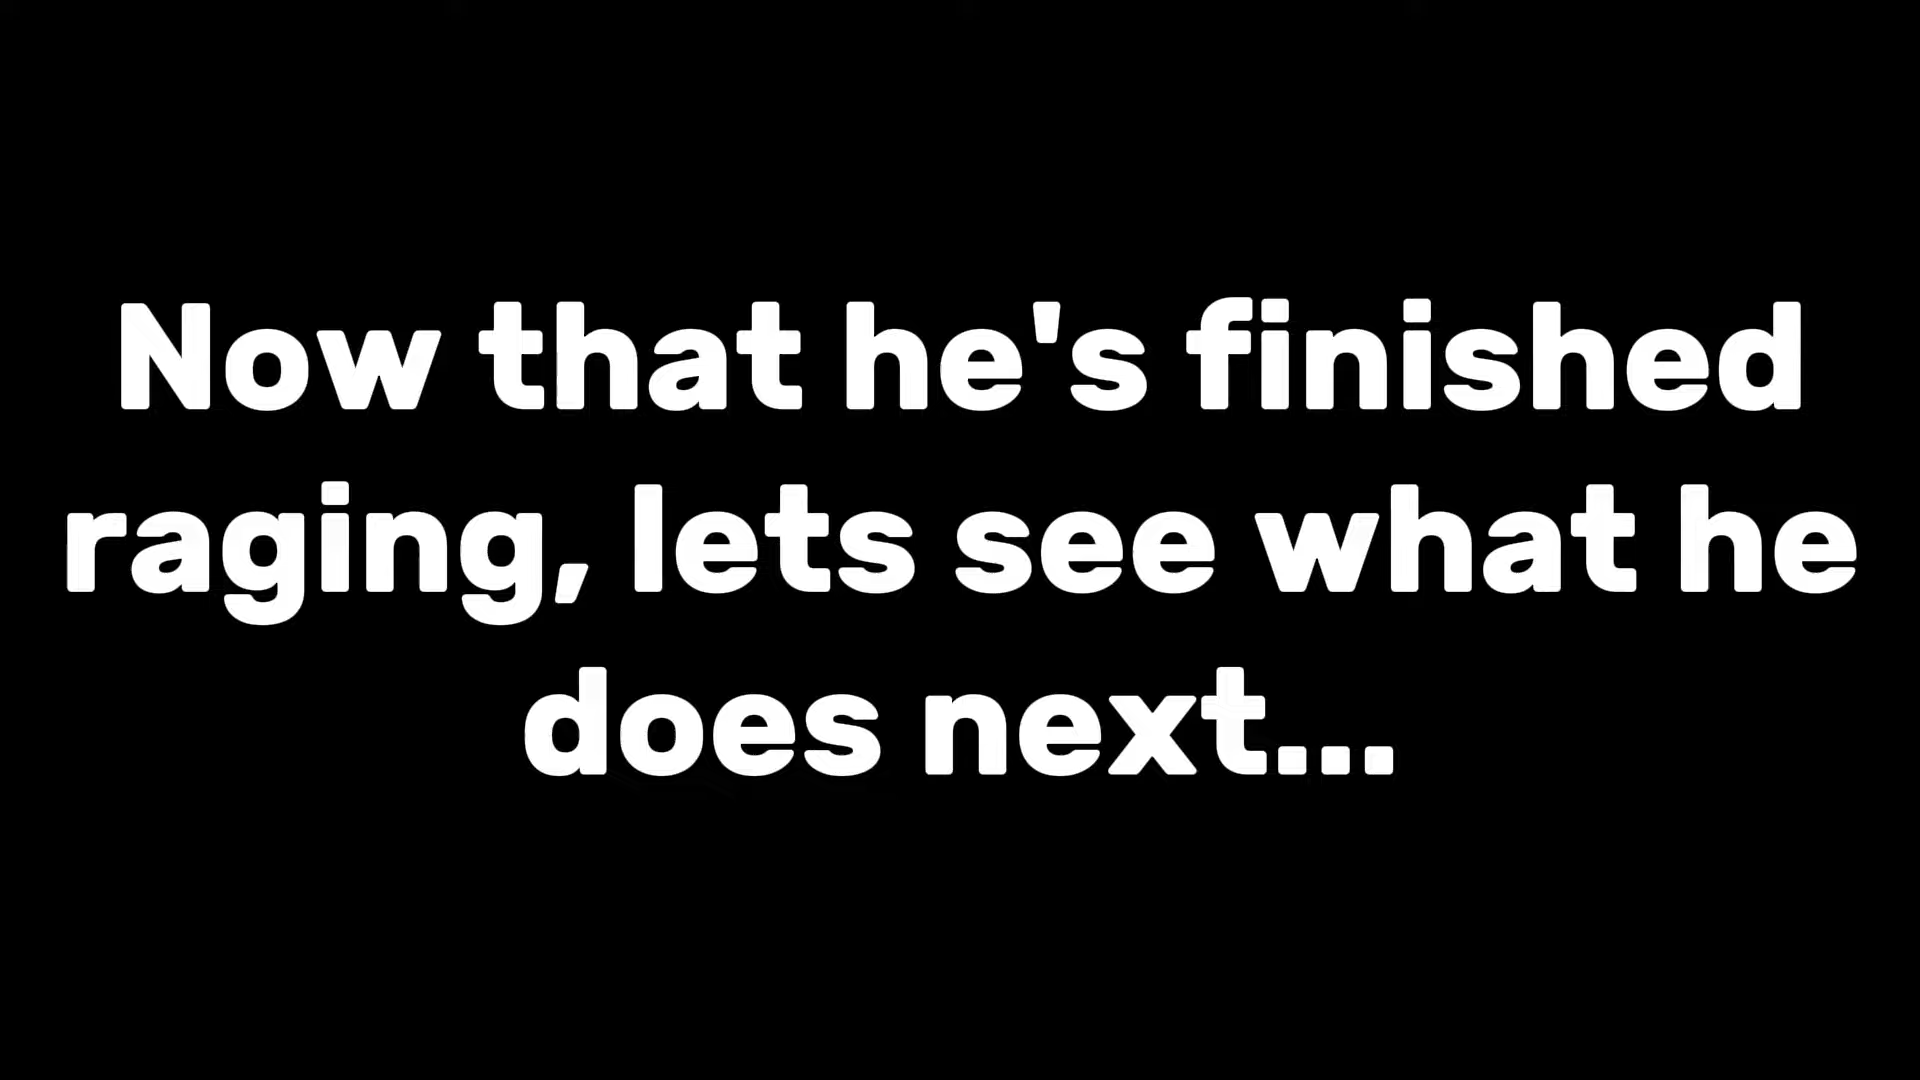 Now that he's finished
raging, lets see what he
does next...